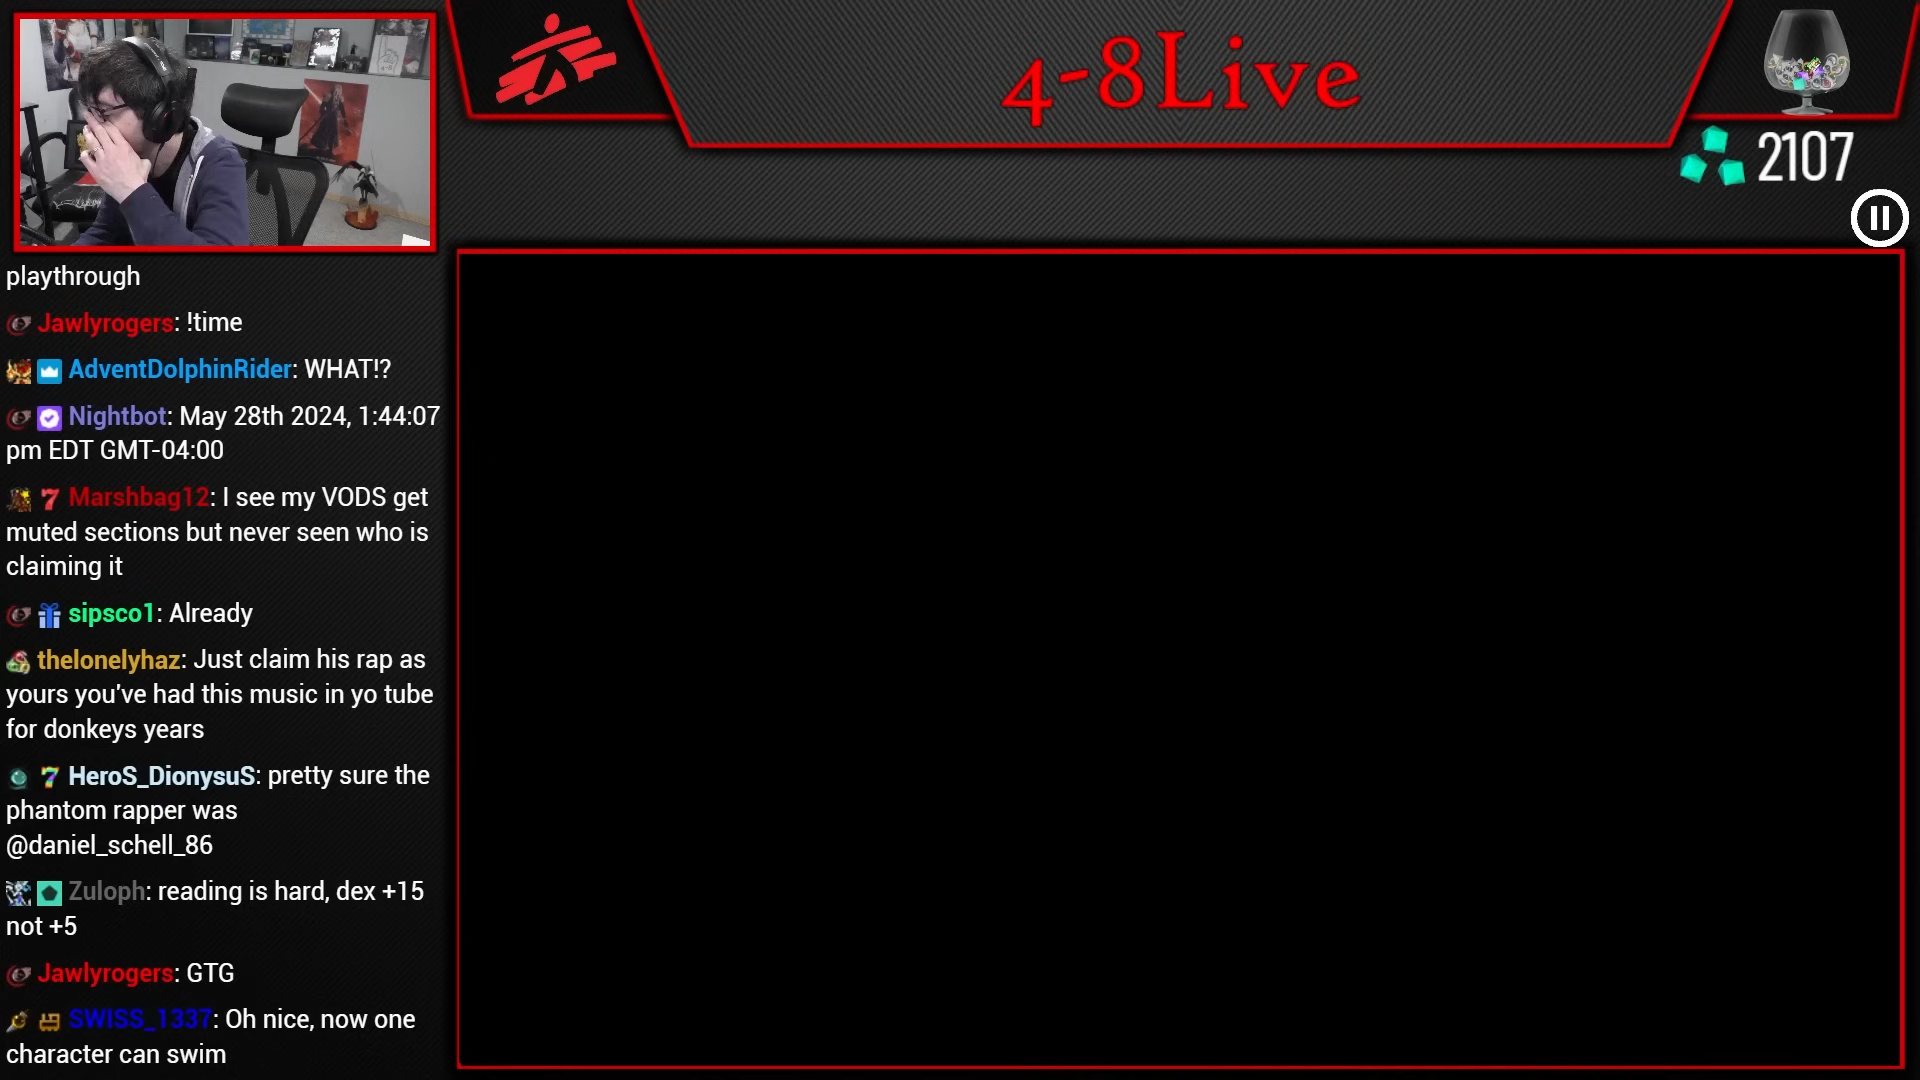 4-8Live
2107
playthrough
Jawlyrogers: !time
AdventDolphinRider: WHAT!?
Nightbot: May 28th 2024, 1:44:07
pm EDT GMT-04:00
7 Marshbag12: I see my VODS get
muted sections but never seen who is
claiming it
sipsco1: Already
thelonelyhaz: Just claim his rap as
yours you've had this music in yo tube
for donkeys years
7 HeroS_DionysuS: pretty sure the
phantom rapper was
@daniel_schell_86
Zuloph: reading is hard, dex +15
not +5
Jawlyrogers: GTG
SWISS_1337: Oh nice, now one
character can swim